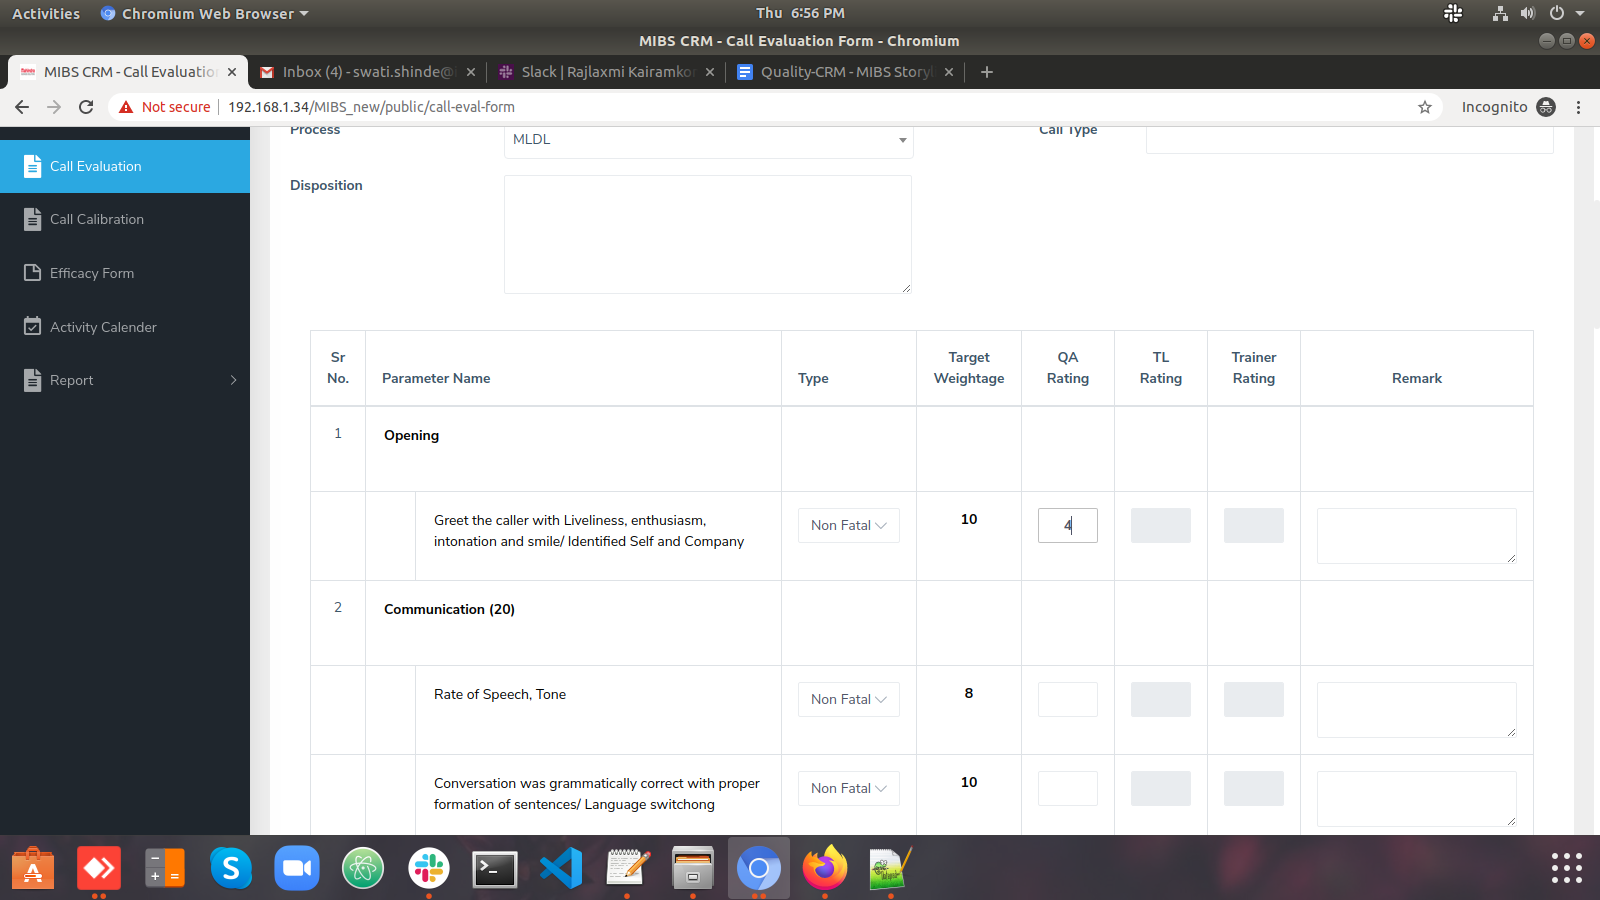 Activities
Chromium Web Browser
Thu 6:56 PM
MIBS CRM - Call Evaluation Form - Chromium
MIBS CRM - Call Evaluation
Inbox (4) - swati.shinde@
Slack | Rajlaxmi Kairamkon
Quality-CRM - MIBS Story
Not secure
192.168.1.34/MIBS_new/public/call-eval-form
Incognito
Call Evaluation
Call Calibration
Efficacy Form
Activity Calender
Report
Process
MLDL
Call Type
Disposition
Sr No.
Parameter Name
Type
Target Weightage
QA Rating
TL Rating
Trainer Rating
Remark
1
Opening
Greet the caller with Liveliness, enthusiasm,
intonation and smile/ Identified Self and Company
Non Fatal
10
4
2
Communication (20)
Rate of Speech, Tone
Non Fatal
8
Conversation was grammatically correct with proper
formation of sentences/ Language switchong
Non Fatal
10